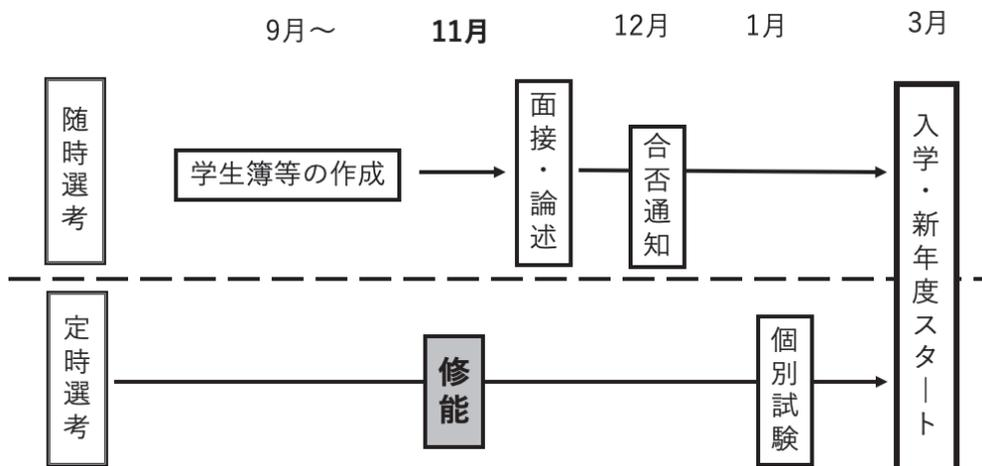 9月～ 11月 12月 1月 3月
随時選考
学生簿等の作成
面接・論述
合否通知
入学・新年度スタート
定時選考
修能
個別試験